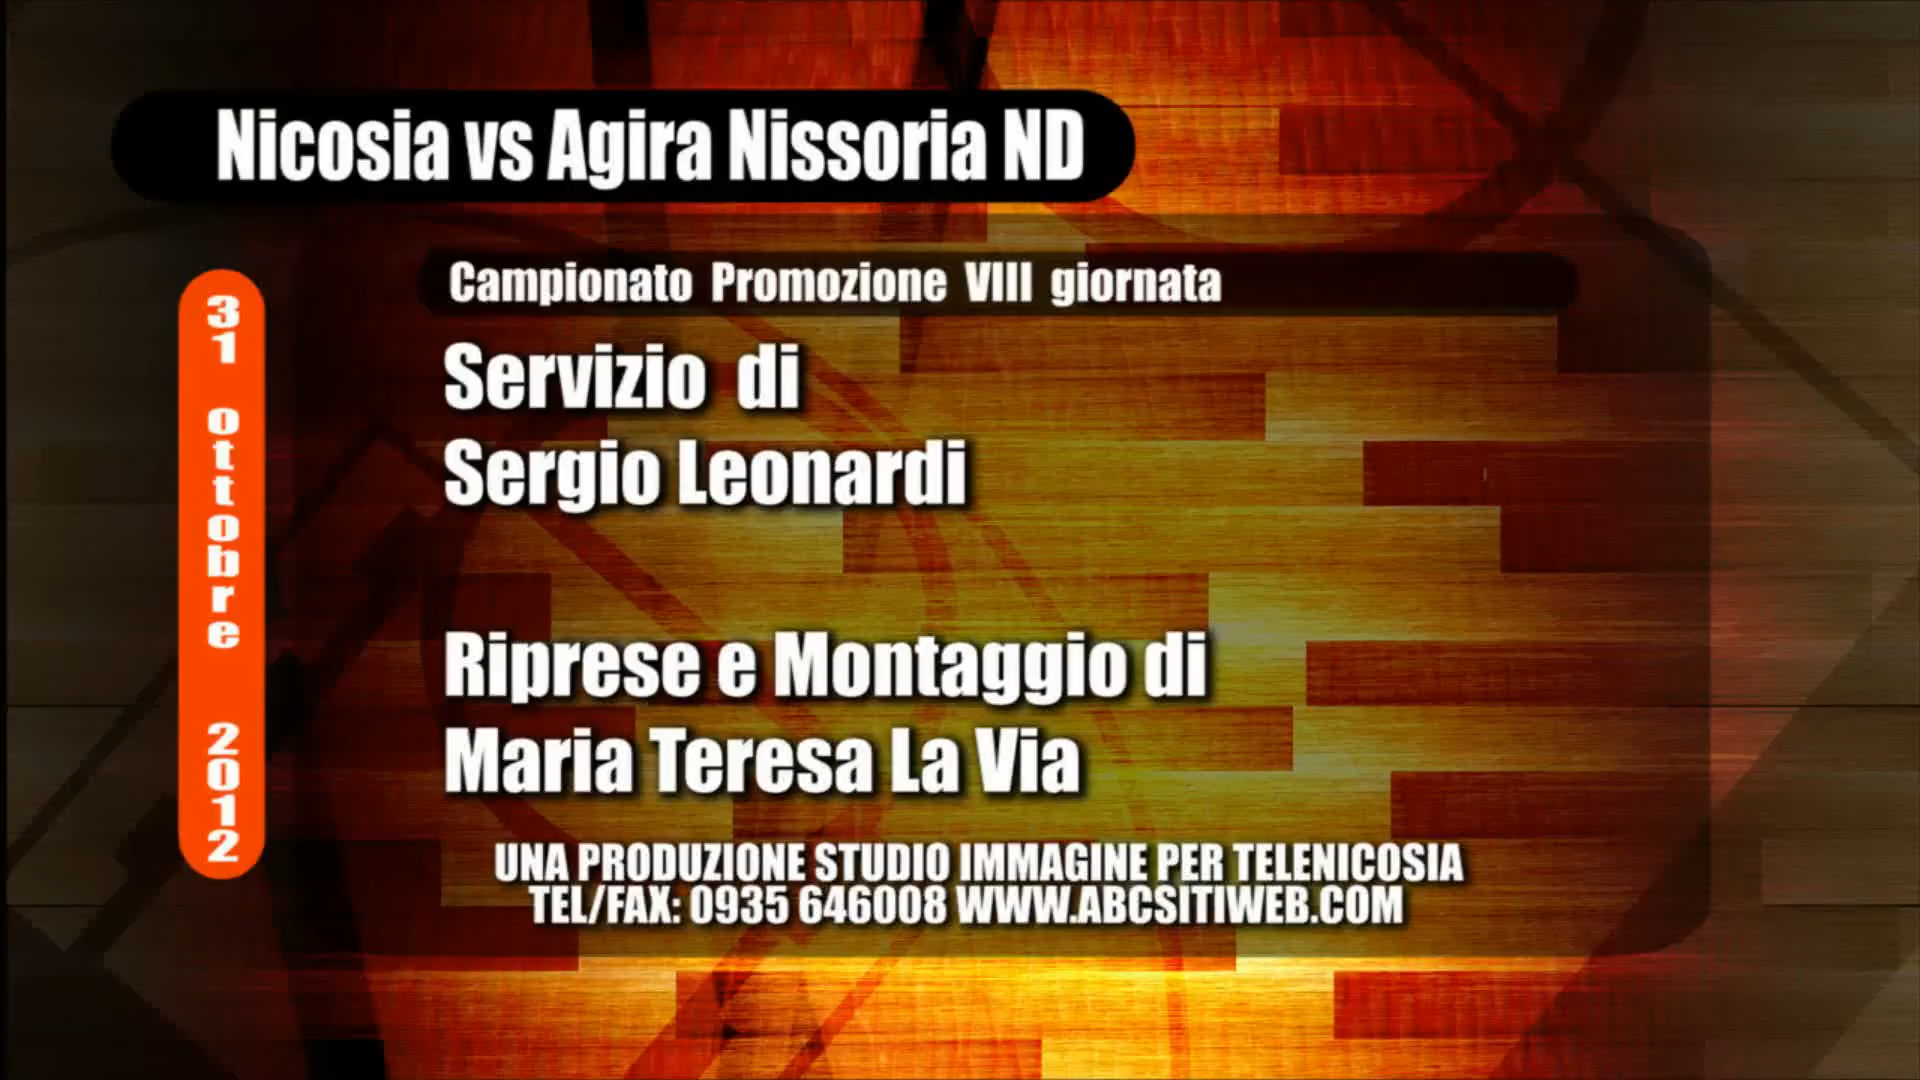 Nicosia vs Agira Nissoria ND
Campionato Promozione VIII giornata
31 ottobre 2012
Servizio di
Sergio Leonardi
Riprese e Montaggio di
Maria Teresa La Via
UNA PRODUZIONE STUDIO IMMAGINE PER TELENICOSIA
TEL/FAX: 0935 646008 WWW.ABCSITIWEB.COM